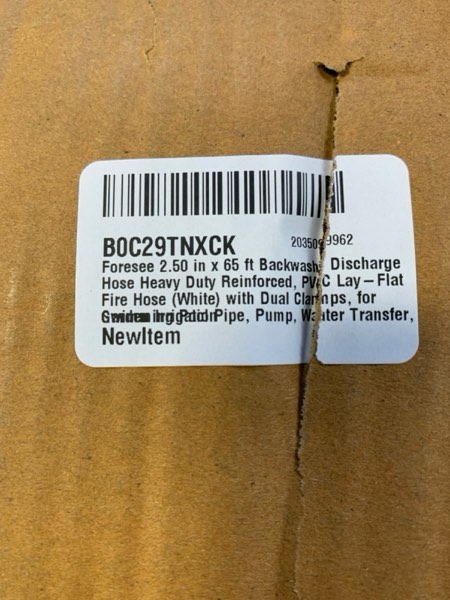 B0C29TNXCK
Foresee 2.50 in x 65 ft Backwash Discharge
Hose Heavy Duty Reinforced, PVC Lay-Flat
Fire Hose (White) with Dual Clamps, for
Pipe, Pump, Water Transfer,
NewItem